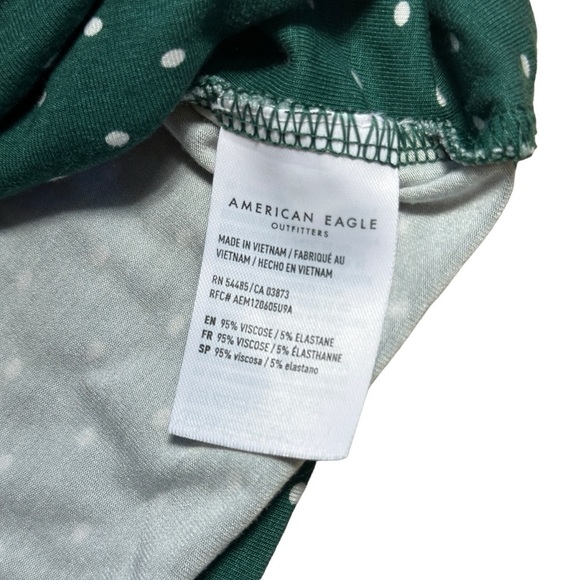 AMERICAN EAGLE
OUTFITTERS
MADE IN VIETNAM / FABRIQUÉ AU
VIETNAM / HECHO EN VIETNAM
RN 54485/CA 03873
RFC# AEM120605U9A
EN 95% VISCOSE / 5% ELASTANE
FR 95% VISCOSE / 5% ÉLASTHANNE
SP 95% viscosa / 5% elastano